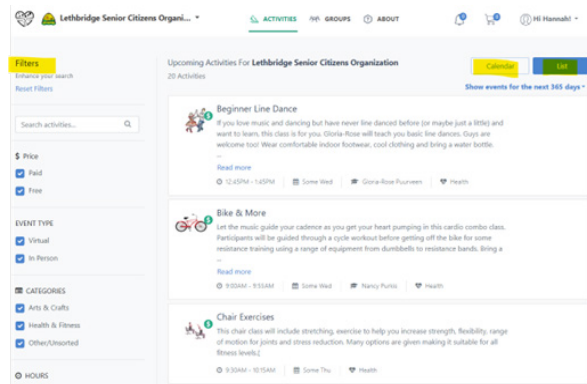 Lethbridge Senior Citizens Organi...
ACTIVITIES
GROUPS
ABOUT
Hi Hannah!
Filters
Enhance your search
Reset Filters
Search activities...
$ Price
Paid
Free
EVENT TYPE
Virtual
In Person
CATEGORIES
Arts & Crafts
Health & Fitness
Other/Unsorted
HOURS
Upcoming Activities For Lethbridge Senior Citizens Organization
20 Activities
Calendar
List
Show events for the next 365 days
Beginner Line Dance
If you love music and dancing but have never line danced before (or maybe just a little) and
want to learn, this class is for you. Gloria-Rose will teach you basic line dances. Guys are
welcome too! Wear comfortable indoor footwear, cool clothing and bring a water bottle.
...
Read more
12:45PM - 1:45PM Some Wed Gloria-Rose Puurveen Health
Bike & More
Let the music guide your cadence as you get your heart pumping in this cardio combo class.
Participants will be guided through a cycle workout before getting off the bike for some
resistance training using a range of equipment from dumbbells to resistance bands. Bring a
...
Read more
9:00AM - 9:55AM Some Wed Nancy Purkis Health
Chair Exercises
This chair class will include stretching, exercise to help you increase strength, flexibility, range
of motion for joints and stress reduction. Many options are given making it suitable for all
fitness levels.(
9:30AM - 10:15AM Some Thu Health